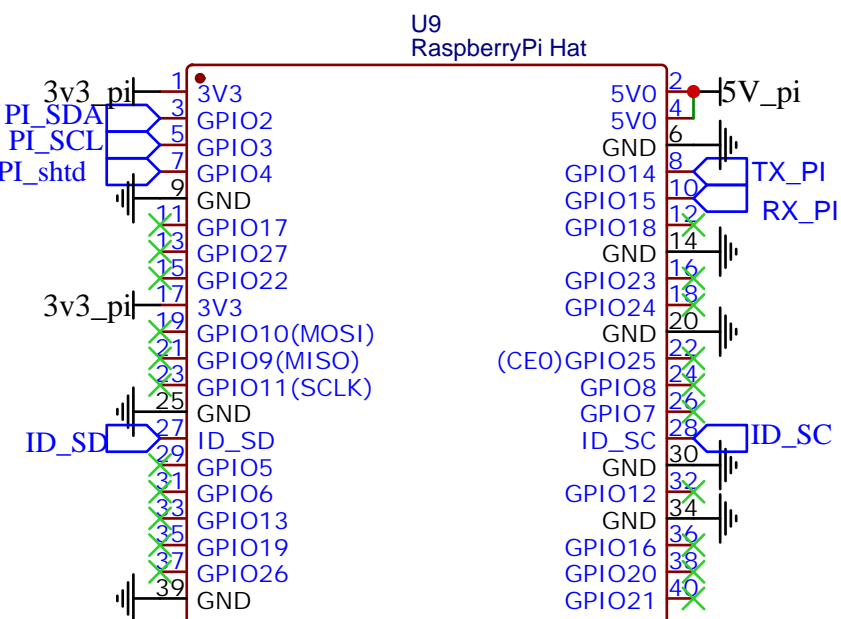 U9
RaspberryPi Hat
3v3_pi 1 3V3 5V0 2 5V_pi
PI_SDA 3 GPIO2 5V0 4
PI_SCL 5 GPIO3 GND 6
PI_shtd 7 GPIO4 GPIO14 8 TX_PI
9 GND GPIO15 10 RX_PI
11 GPIO17 GPIO18 12
13 GPIO27 GND 14
15 GPIO22 GPIO23 16
3v3_pi 17 3V3 GPIO24 18
19 GPIO10(MOSI) GND 20
21 GPIO9(MISO) (CE0)GPIO25 22
23 GPIO11(SCLK) GPIO8 24
25 GND GPIO7 26
ID_SD 27 ID_SD ID_SC 28 ID_SC
29 GPIO5 GND 30
31 GPIO6 GPIO12 32
33 GPIO13 GND 34
35 GPIO19 GPIO16 36
37 GPIO26 GPIO20 38
39 GND GPIO21 40